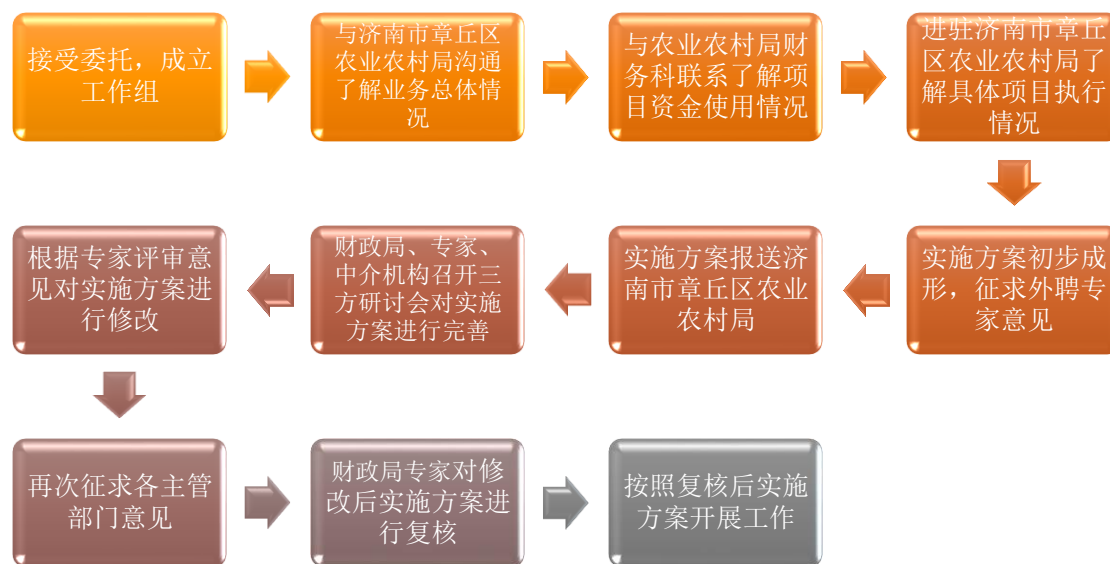 接受委托，成立
工作组
与济南市章丘区
农业农村局沟通
了解业务总体情
况
与农业农村局财
务科联系了解项
目资金使用情况
进驻济南市章丘
区农业农村局了
解具体项目执行
情况
实施方案初步成
形，征求外聘专
家意见
实施方案报送济
南市章丘区农业
农村局
财政局、专家、
中介机构召开三
方研讨会对实施
方案进行完善
根据专家评审意
见对实施方案进
行修改
再次征求各主管
部门意见
财政局专家对修
改后实施方案进
行复核
按照复核后实施
方案开展工作